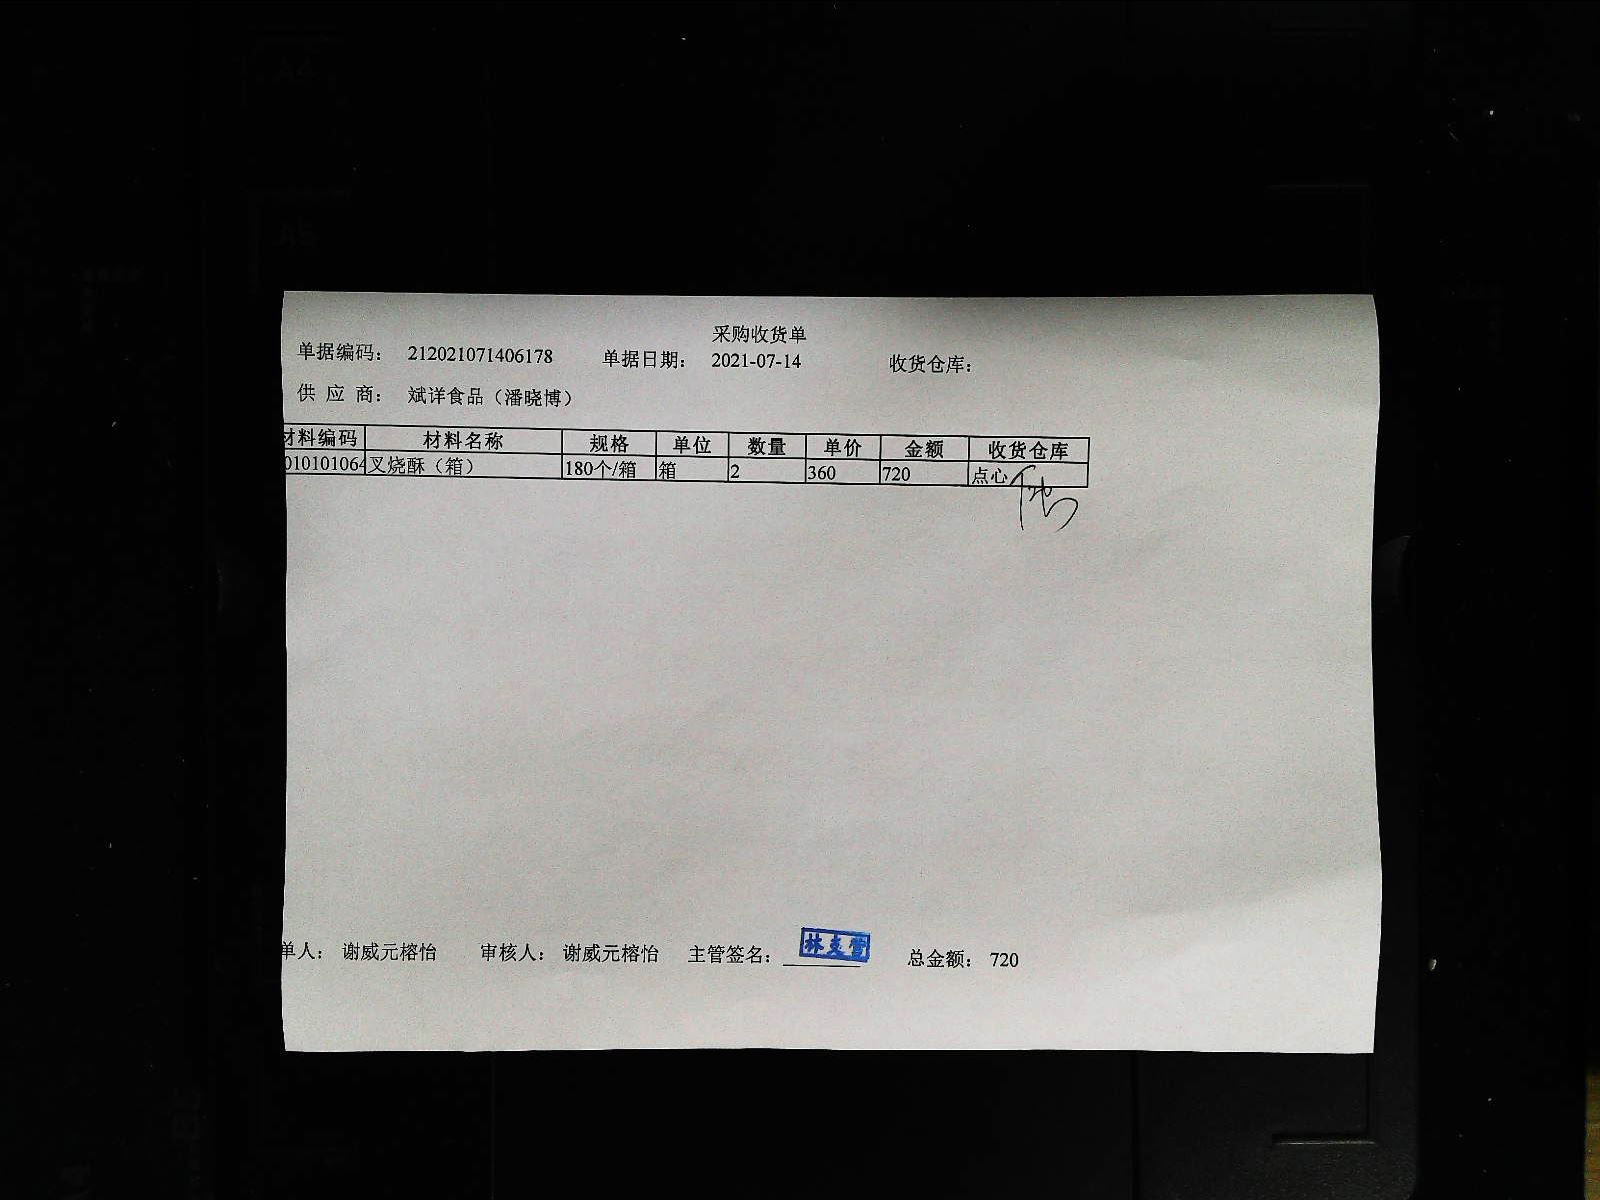 采购收货单
单据编码： 212021071406178 单据日期： 2021-07-14 收货仓库：
供 应 商： 斌详食品（潘晓博）
材料编码 材料名称 规格 单位 数量 单价 金额 收货仓库
010101064 叉烧酥（箱） 180个/箱 箱 2 360 720 点心
单人： 谢威元榕怡 审核人： 谢威元榕怡 主管签名： 总金额： 720